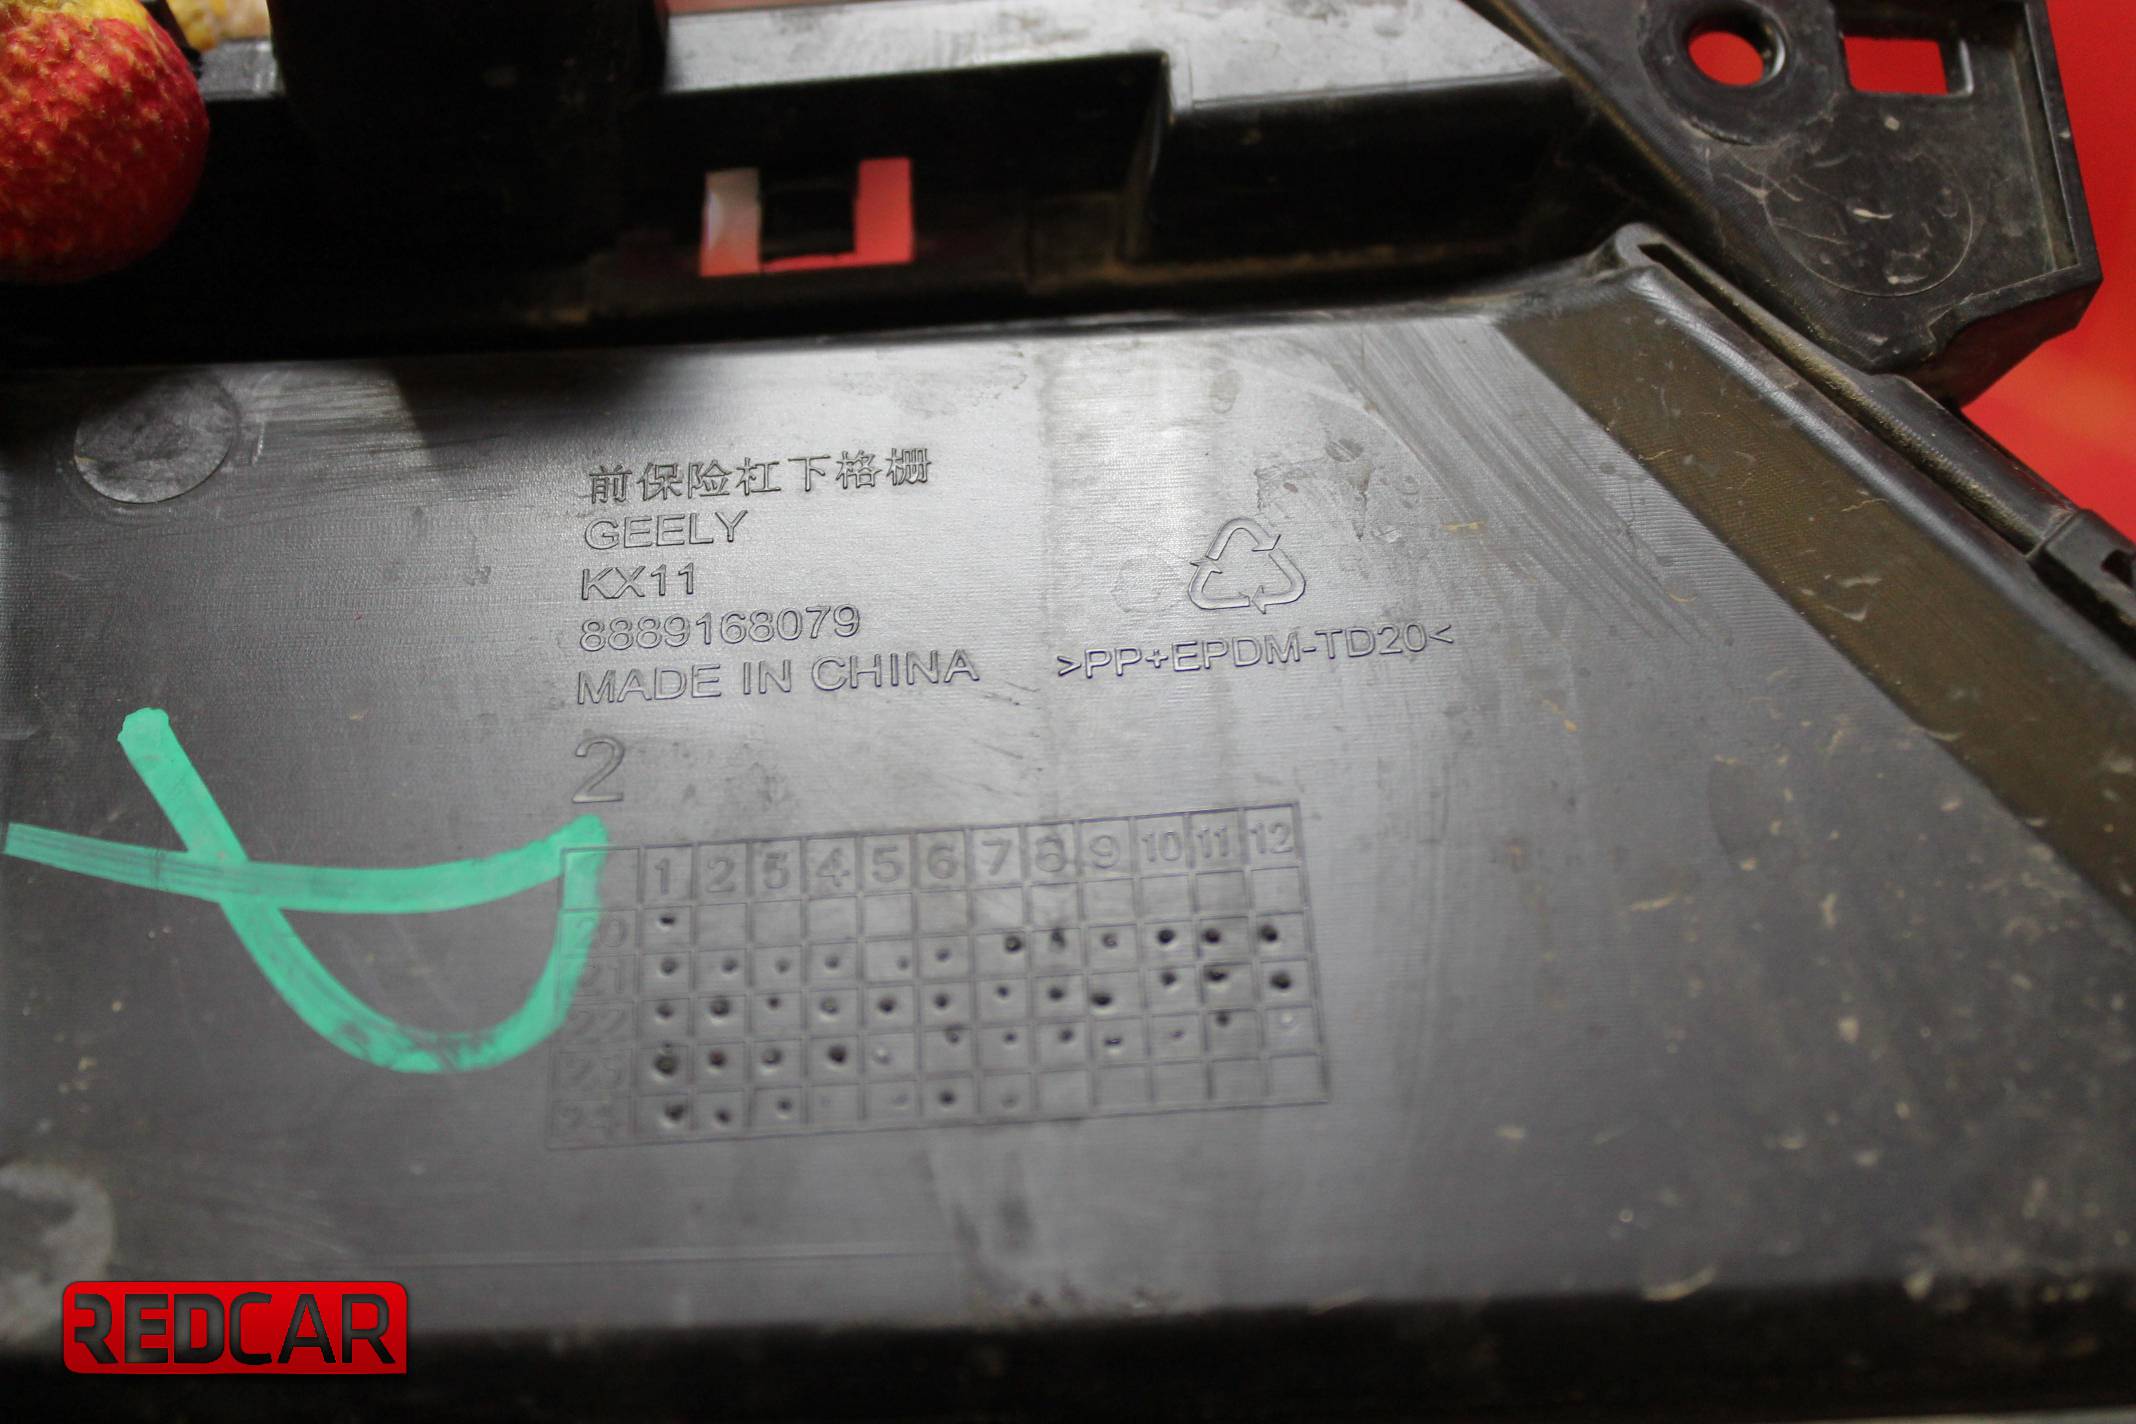 前保险杠下格栅
GEELY
KX11
8889168079
MADE IN CHINA
>PP+EPDM-TD20<
2
1 2 3 4 5 6 7 8 9 10 11 12
20
21
22
23
24
REDCAR